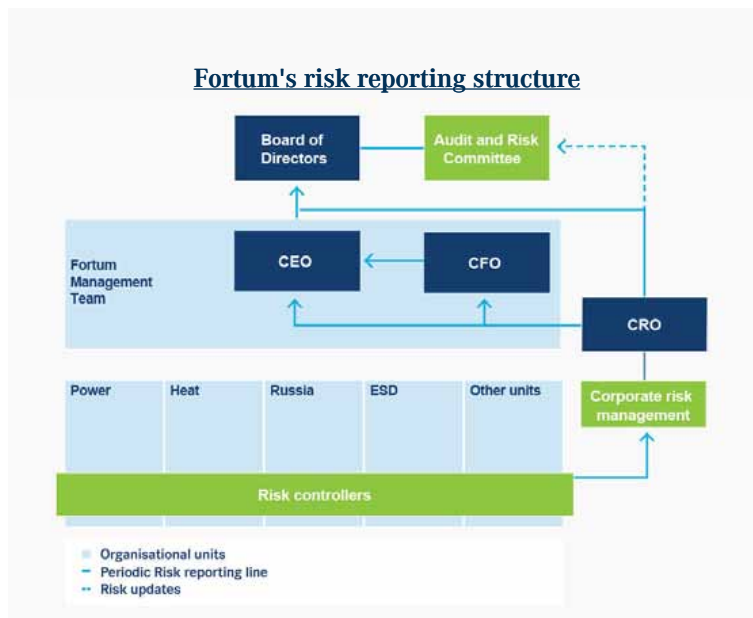 Fortum's risk reporting structure
Board of
Directors
Audit and Risk
Committee
Fortum
Management
Team
CEO
CFO
CRO
Power
Heat
Russia
ESD
Other units
Corporate risk
management
Risk controllers
Organisational units
Periodic Risk reporting line
Risk updates